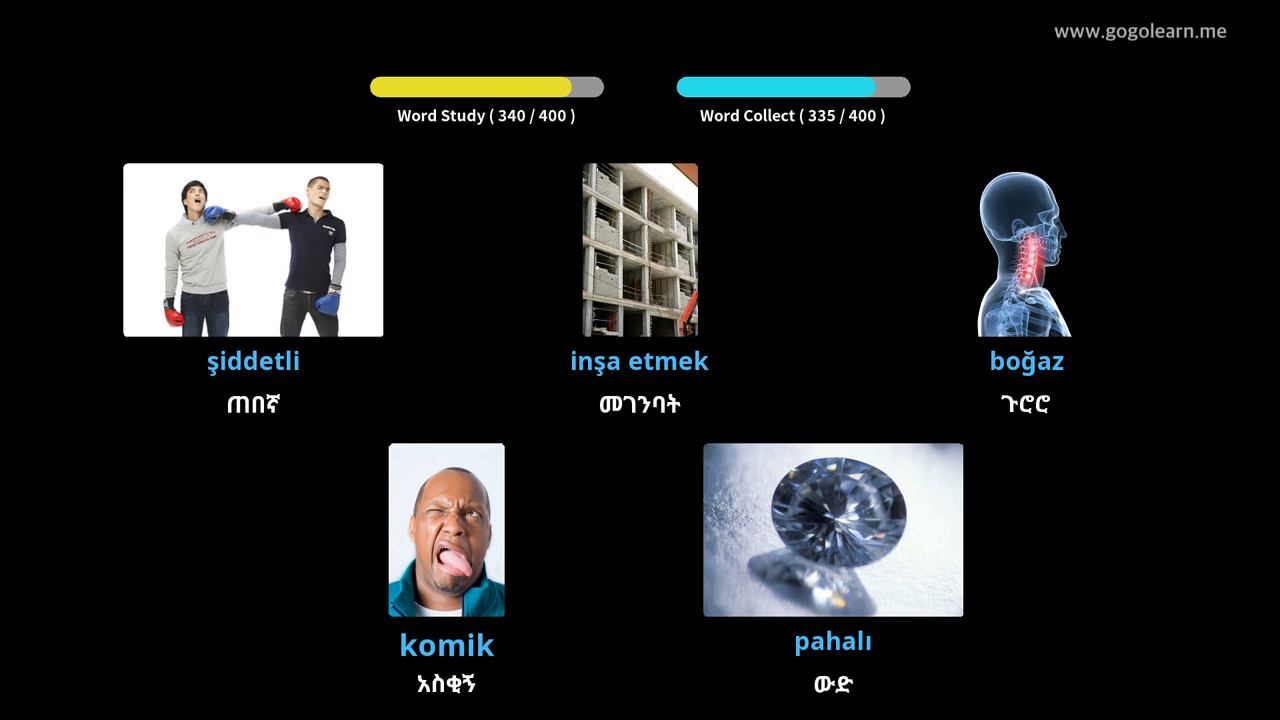 www.gogolearn.me
Word Study ( 340 / 400 )
Word Collect ( 335 / 400 )
şiddetli
inşa etmek
boğaz
ጠበኛ
መገንባት
ጉሮሮ
komik
pahalı
አስቂኝ
ውድ